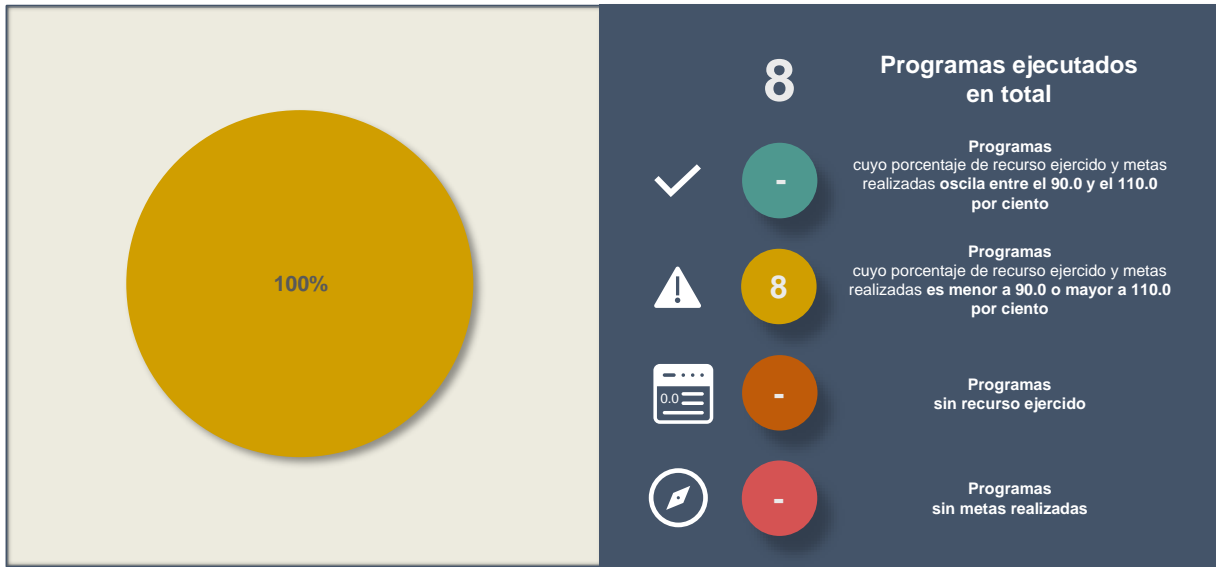 100%
8
Programas ejecutados
en total
-
Programas
cuyo porcentaje de recurso ejercido y metas
realizadas oscila entre el 90.0 y el 110.0
por ciento
8
Programas
cuyo porcentaje de recurso ejercido y metas
realizadas es menor a 90.0 o mayor a 110.0
por ciento
0.0
-
Programas
sin recurso ejercido
-
Programas
sin metas realizadas